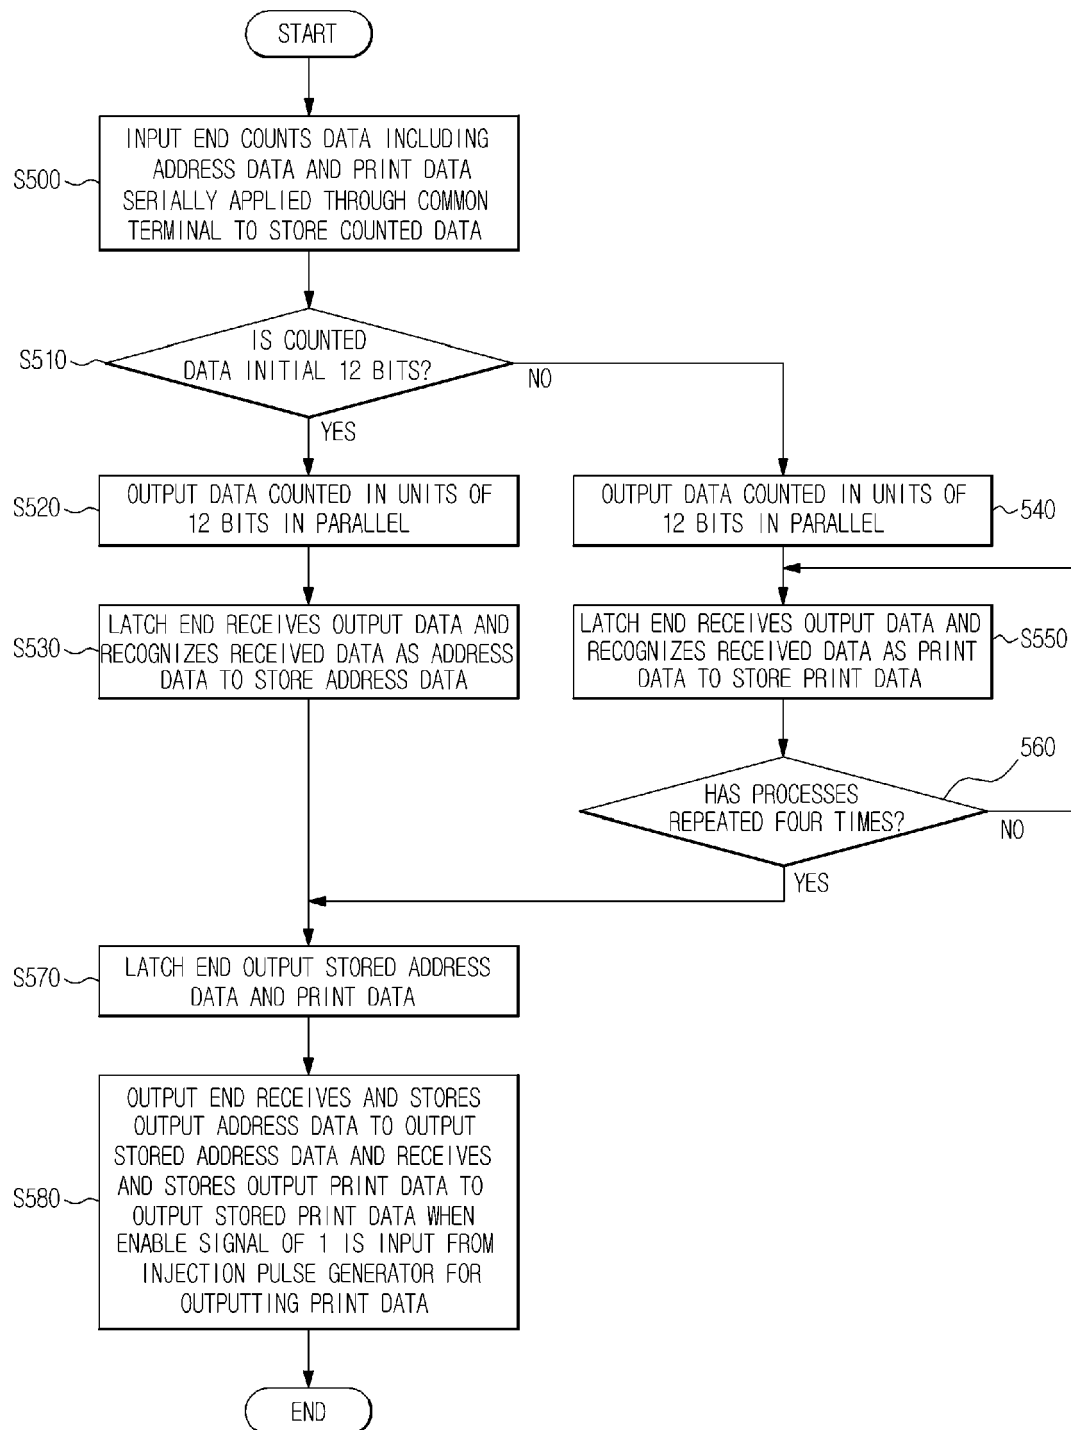 START
S500
INPUT END COUNTS DATA INCLUDING
ADDRESS DATA AND PRINT DATA
SERIALLY APPLIED THROUGH COMMON
TERMINAL TO STORE COUNTED DATA
S510
IS COUNTED
DATA INITIAL 12 BITS?
NO
YES
S520
OUTPUT DATA COUNTED IN UNITS OF
12 BITS IN PARALLEL
OUTPUT DATA COUNTED IN UNITS OF
12 BITS IN PARALLEL
540
S530
LATCH END RECEIVES OUTPUT DATA AND
RECOGNIZES RECEIVED DATA AS ADDRESS
DATA TO STORE ADDRESS DATA
LATCH END RECEIVES OUTPUT DATA AND
RECOGNIZES RECEIVED DATA AS PRINT
DATA TO STORE PRINT DATA
S550
560
HAS PROCESSES
REPEATED FOUR TIMES?
NO
YES
S570
LATCH END OUTPUT STORED ADDRESS
DATA AND PRINT DATA
S580
OUTPUT END RECEIVES AND STORES
OUTPUT ADDRESS DATA TO OUTPUT
STORED ADDRESS DATA AND RECEIVES
AND STORES OUTPUT PRINT DATA TO
OUTPUT STORED PRINT DATA WHEN
ENABLE SIGNAL OF 1 IS INPUT FROM
INJECTION PULSE GENERATOR FOR
OUTPUTTING PRINT DATA
END